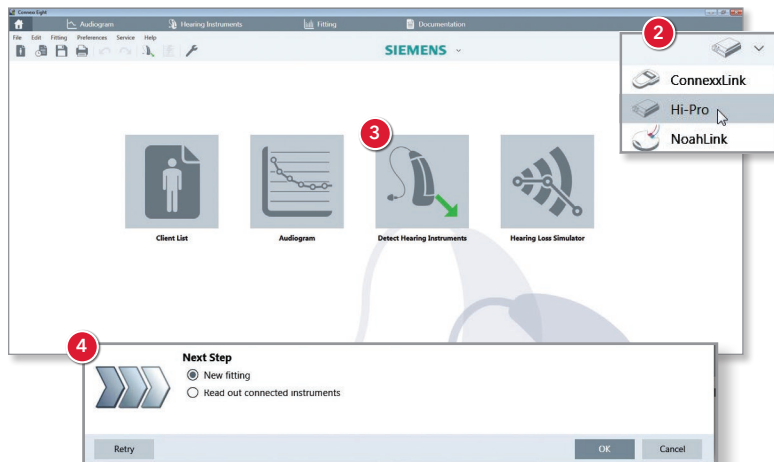 Connexx Eight
Audiogram Hearing Instruments Fitting Documentation
File Edit Fitting Preferences Service Help
SIEMENS
2
ConnexxLink
Hi-Pro
NoahLink
3
Client List Audiogram Detect Hearing Instruments Hearing Loss Simulator
4
Next Step
New fitting
Read out connected instruments
Retry OK Cancel